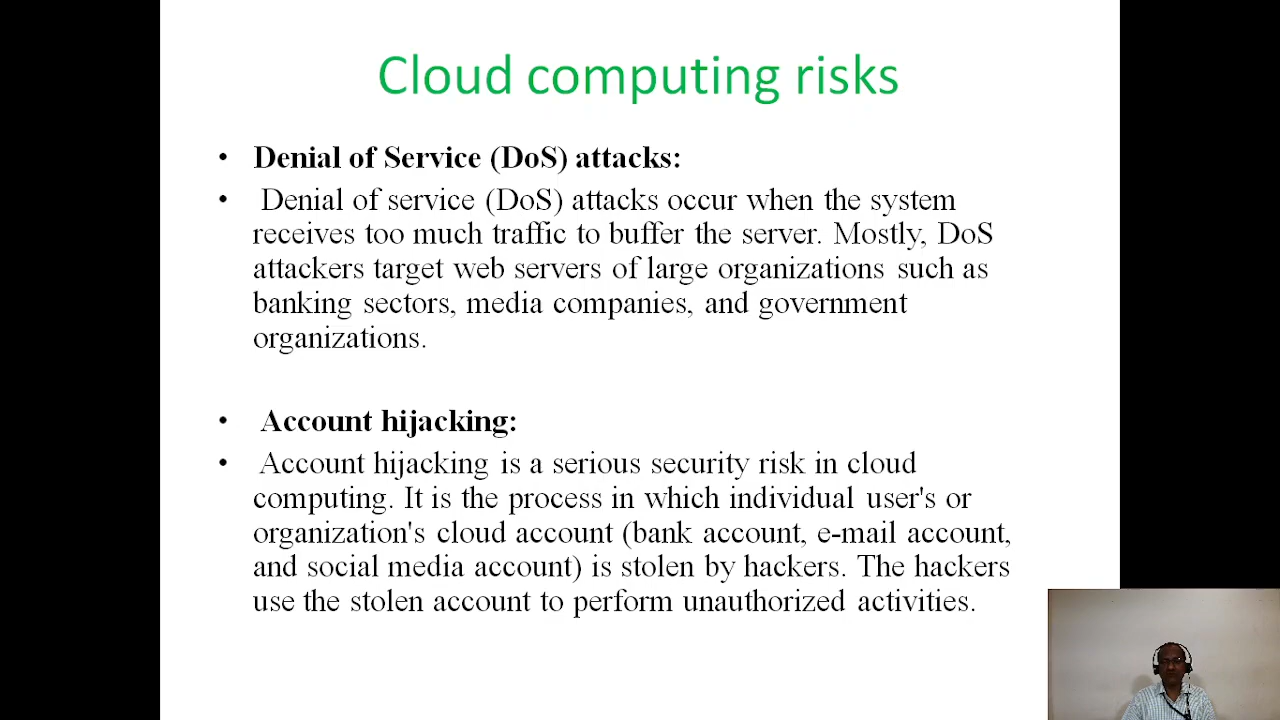 Cloud computing risks
• Denial of Service (DoS) attacks:
• Denial of service (DoS) attacks occur when the system
receives too much traffic to buffer the server. Mostly, DoS
attackers target web servers of large organizations such as
banking sectors, media companies, and government
organizations.
• Account hijacking:
• Account hijacking is a serious security risk in cloud
computing. It is the process in which individual user's or
organization's cloud account (bank account, e-mail account,
and social media account) is stolen by hackers. The hackers
use the stolen account to perform unauthorized activities.